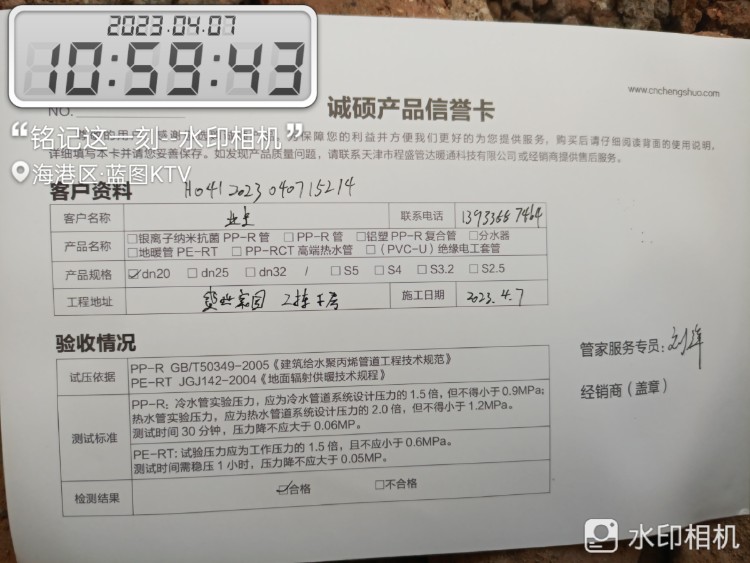 2023.04.07
10:59:43
www.cnchengshuo.com
诚硕产品信誉卡
NO.
“铭记这一刻-水印相机”
保障您的利益并方便我们更好的为您提供服务，购买后请仔细阅读背面的使用说明，
详细填写本卡并请您妥善保存。如发现产品质量问题，请联系天津市程盛管达暖通科技有限公司或经销商提供售后服务。
海港区·蓝图KTV
客户资料 H0412023040715214
客户名称 业主 联系电话 13933687464
产品名称 □银离子纳米抗菌 PP-R 管 □PP-R 管 □铝塑 PP-R 复合管 □分水器
□地暖管 PE-RT □PP-RCT 高端热水管 □(PVC-U) 绝缘电工套管
产品规格 ☑dn20 □dn25 □dn32 / □S5 □S4 □S3.2 □S2.5
工程地址 家园 2栋 施工日期 2023.4.7
验收情况
试压依据 PP-R GB/T50349-2005《建筑给水聚丙烯管道工程技术规范》
PE-RT JGJ142-2004《地面辐射供暖技术规程》
管家服务专员：刘
测试标准 PP-R：冷水管实验压力，应为冷水管道系统设计压力的 1.5 倍，但不得小于 0.9MPa；
热水管实验压力，应为热水管道系统设计压力的 2.0 倍，但不得小于 1.2MPa。
测试时间 30 分钟，压力降不应大于 0.06MP。
经销商（盖章）
PE-RT: 试验压力应为工作压力的 1.5 倍，且不应小于 0.6MPa。
测试时间需稳压 1 小时，压力降不应大于 0.05MP。
检测结果 ☑合格 □不合格
水印相机